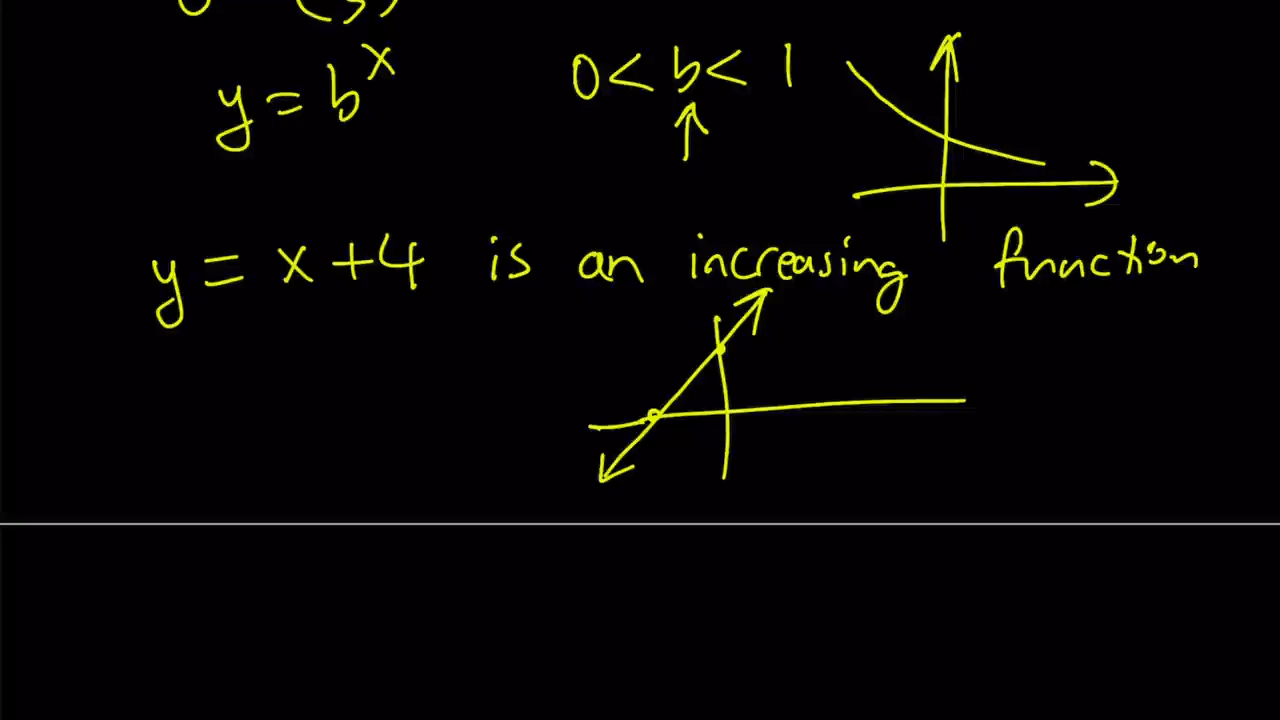 y = b^x 0 < b < 1
y = x + 4 is an increasing function